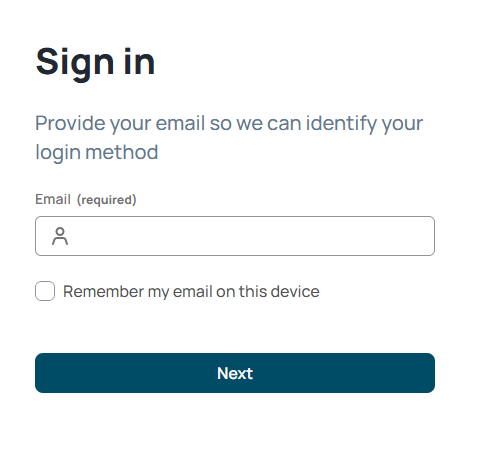 Sign in
Provide your email so we can identify your
login method
Email (required)
Remember my email on this device
Next